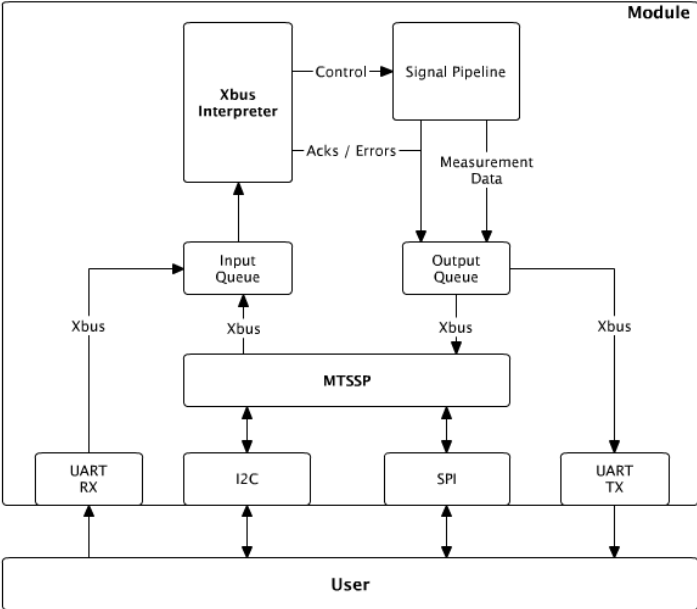 Module
Xbus
Interpreter
Control
Signal Pipeline
Acks / Errors
Measurement
Data
Input
Queue
Output
Queue
Xbus
Xbus
Xbus
Xbus
MTSSP
UART
RX
I2C
SPI
UART
TX
User